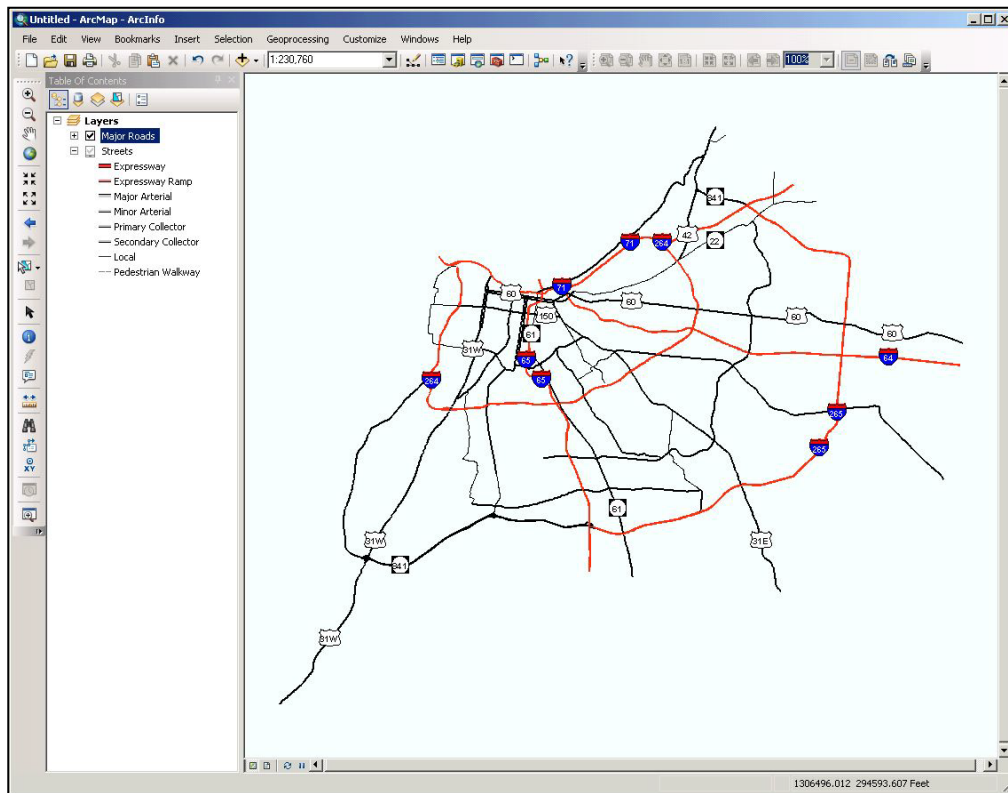 Untitled - ArcMap - ArcInfo
File Edit View Bookmarks Insert Selection Geoprocessing Customize Windows Help
1:230,760
100%
Table Of Contents
Layers
Major Roads
Streets
Expressway
Expressway Ramp
Major Arterial
Minor Arterial
Primary Collector
Secondary Collector
Local
Pedestrian Walkway
XY
841
42
22
71
264
71
60
60
150
60
60
61
31W
65
64
65
264
265
265
61
31W
31E
841
31W
1306496.012 294593.607 Feet